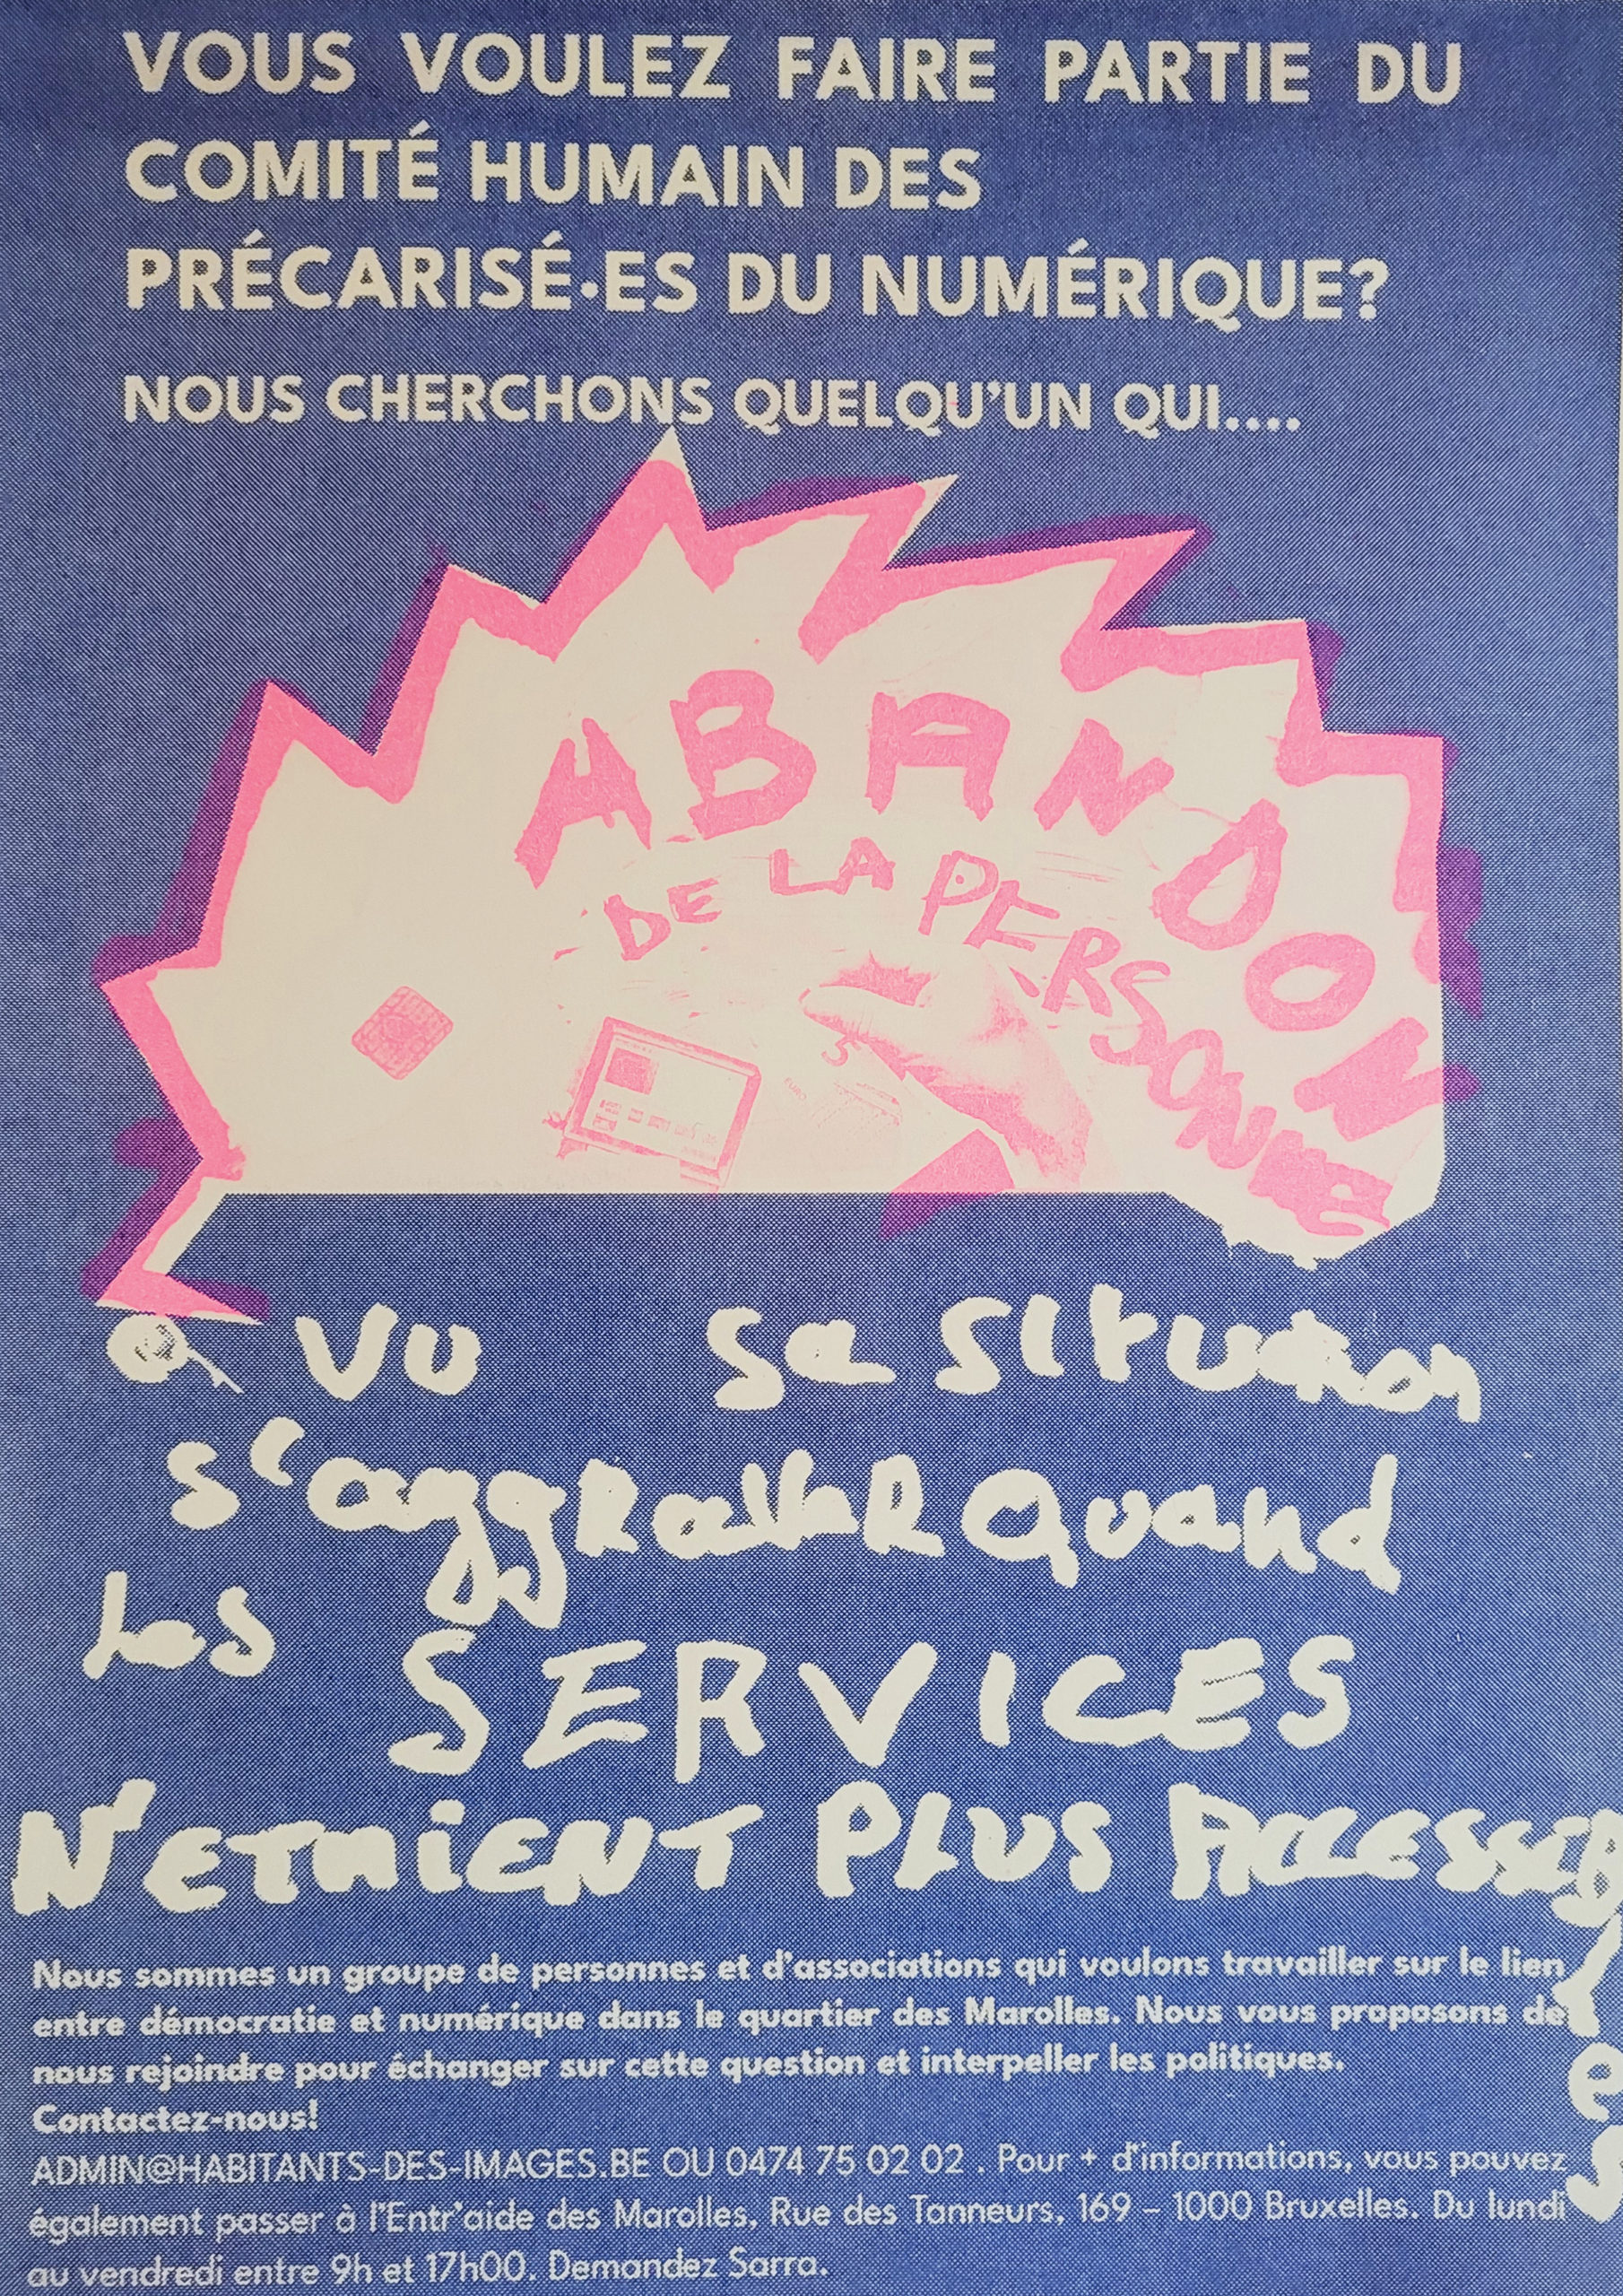 VOUS VOULEZ FAIRE PARTIE DU
COMITÉ HUMAIN DES
PRÉCARISÉ·ES DU NUMÉRIQUE?
NOUS CHERCHONS QUELQU'UN QUI....
ABANDON
DE LA PERSONNE
5
EURO
a VU sa situation
s'aggraver quand
les SERVICES
N'ETAIENT PLUS ACCESSIBles
Nous sommes un groupe de personnes et d'associations qui voulons travailler sur le lien
entre démocratie et numérique dans le quartier des Marolles. Nous vous proposons de
nous rejoindre pour échanger sur cette question et interpeller les politiques.
Contactez-nous!
ADMIN@HABITANTS-DES-IMAGES.BE OU 0474 75 02 02 . Pour + d'informations, vous pouvez
également passer à l'Entr'aide des Marolles, Rue des Tanneurs, 169 – 1000 Bruxelles. Du lundi
au vendredi entre 9h et 17h00. Demandez Sarra.